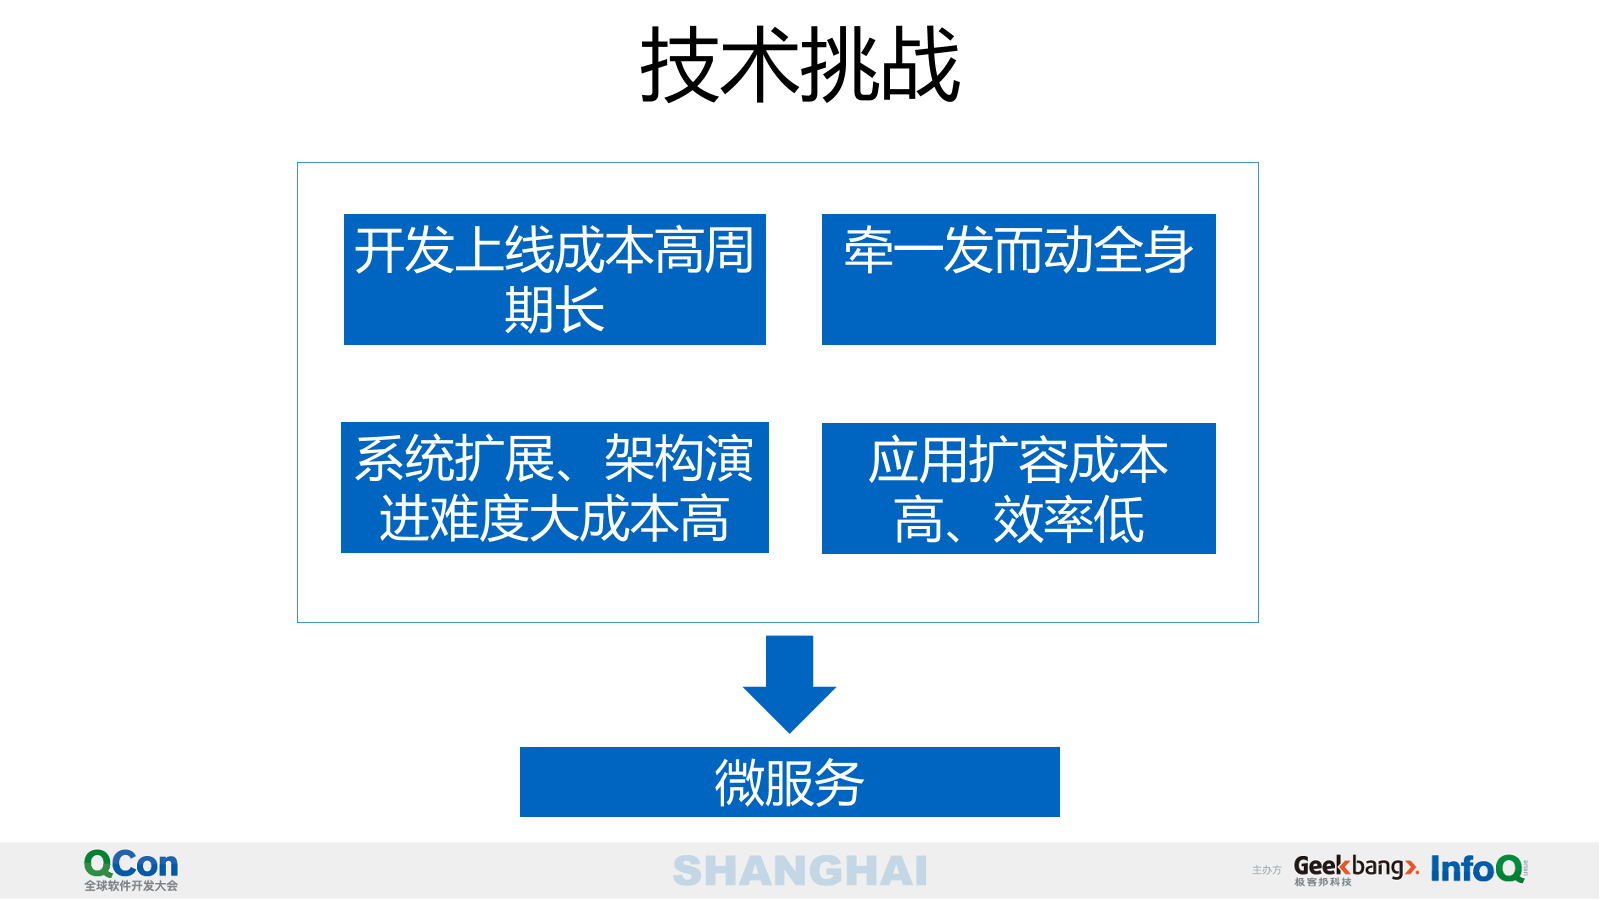 技术挑战
开发上线成本高周
期长
牵一发而动全身
系统扩展、架构演
进难度大成本高
应用扩容成本
高、效率低
微服务
QCon
全球软件开发大会
SHANGHAI
主办方
Geekbang>.
极客邦科技
InfoQ